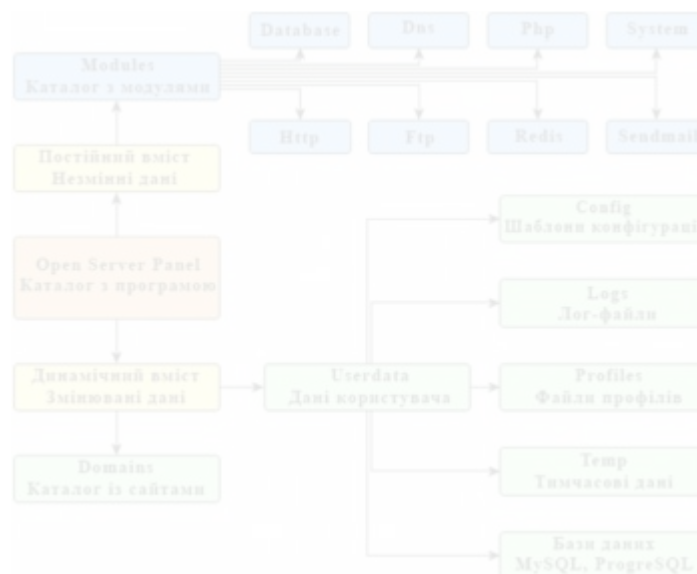 Database
Dns
Php
System
Modules
Каталог з модулями
Http
Ftp
Redis
Sendmail
Постійний вміст
Незмінні дані
Config
Шаблони конфігураці
Open Server Panel
Каталог з програмою
Logs
Лог-файли
Динамічний вміст
Змінювані дані
Userdata
Дані користувача
Profiles
Файли профілів
Domains
Каталог із сайтами
Temp
Тимчасові дані
Бази даних
MySQL, ProgreSQL